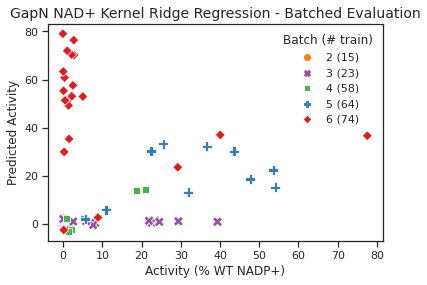 GapN NAD+ Kernel Ridge Regression - Batched Evaluation
Predicted Activity
80
60
40
20
0
Batch (# train)
2 (15)
3 (23)
4 (58)
5 (64)
6 (74)
0 10 20 30 40 50 60 70 80
Activity (% WT NADP+)